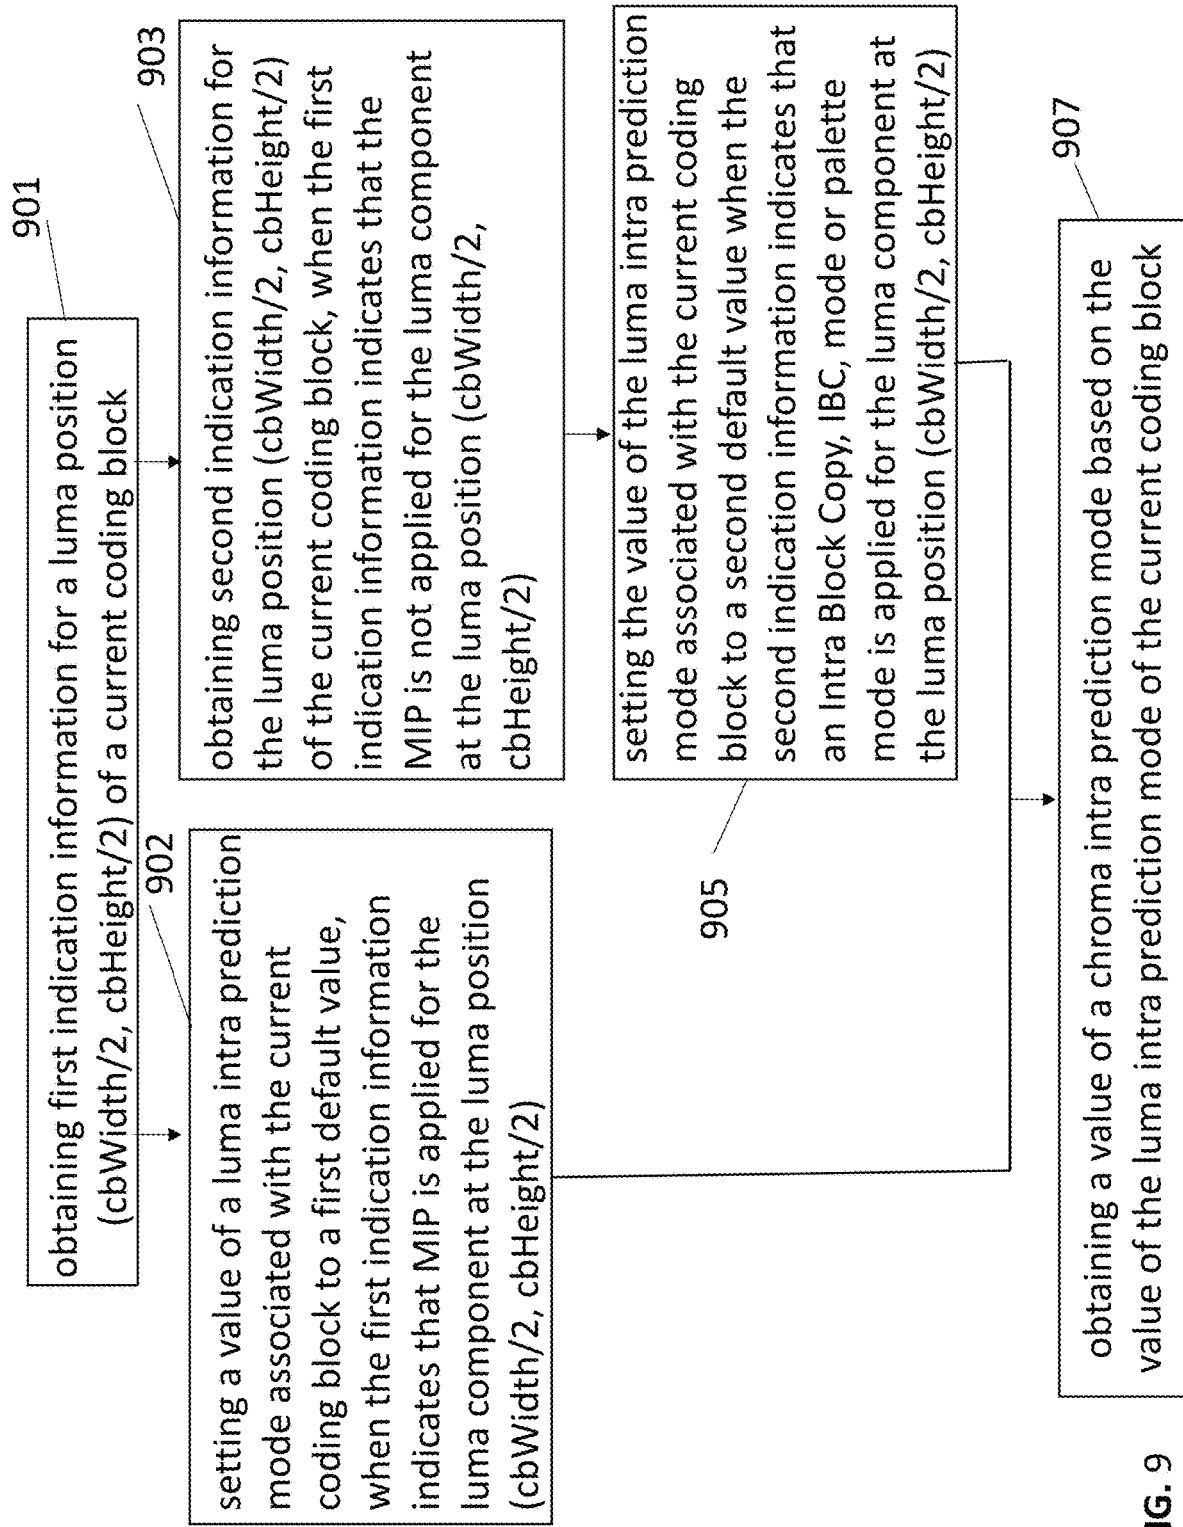 901
obtaining first indication information for a luma position
(cbWidth/2, cbHeight/2) of a current coding block
902
setting a value of a luma intra prediction
mode associated with the current
coding block to a first default value,
when the first indication information
indicates that MIP is applied for the
luma component at the luma position
(cbWidth/2, cbHeight/2)
903
obtaining second indication information for
the luma position (cbWidth/2, cbHeight/2)
of the current coding block, when the first
indication information indicates that the
MIP is not applied for the luma component
at the luma position (cbWidth/2,
cbHeight/2)
905
setting the value of the luma intra prediction
mode associated with the current coding
block to a second default value when the
second indication information indicates that
an Intra Block Copy, IBC, mode or palette
mode is applied for the luma component at
the luma position (cbWidth/2, cbHeight/2)
907
obtaining a value of a chroma intra prediction mode based on the
value of the luma intra prediction mode of the current coding block
IG. 9